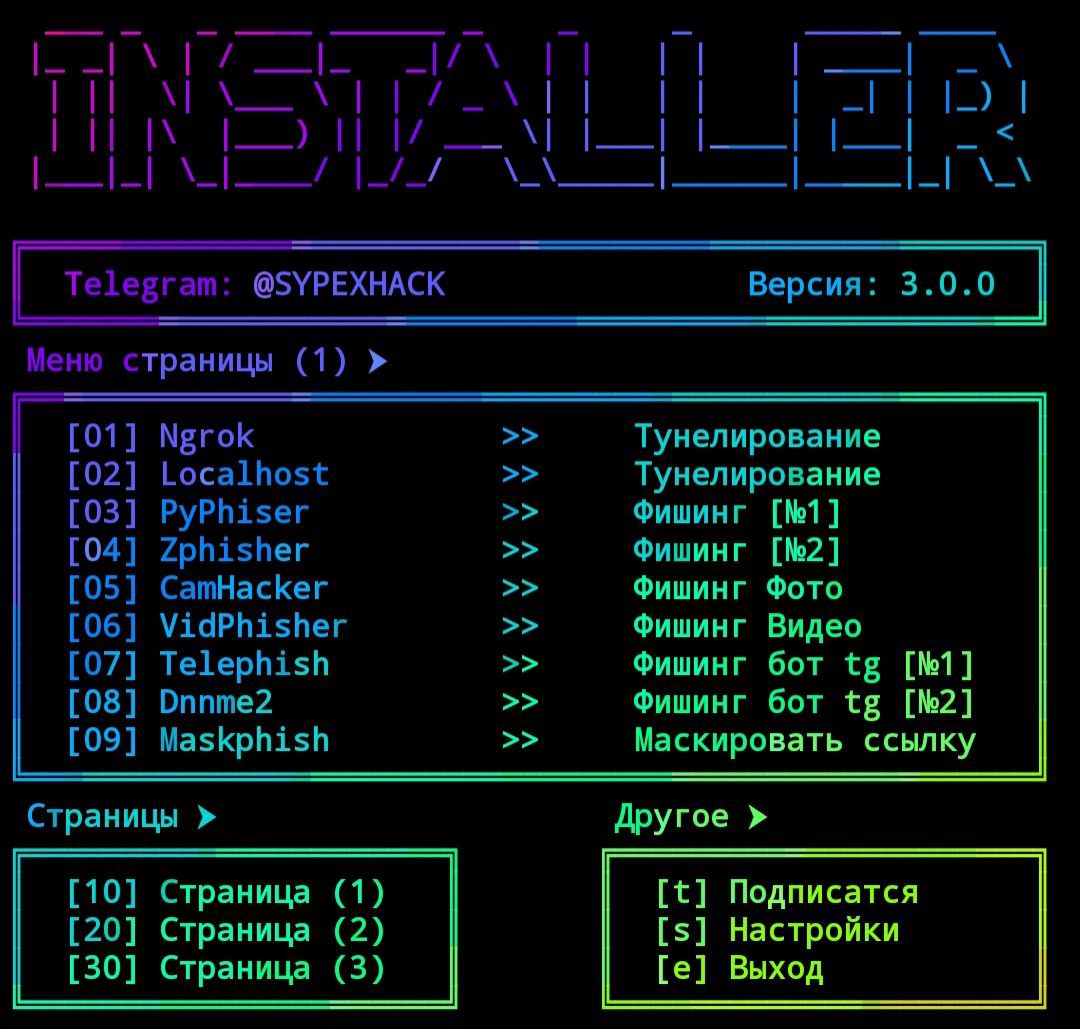 INSTALLER
Telegram: @SYPEXHACK Версия: 3.0.0
Меню страницы (1) ➤
[01] Ngrok >> Тунелирование
[02] Localhost >> Тунелирование
[03] PyPhiser >> Фишинг [№1]
[04] Zphisher >> Фишинг [№2]
[05] CamHacker >> Фишинг Фото
[06] VidPhisher >> Фишинг Видео
[07] Telephish >> Фишинг бот tg [№1]
[08] Dnnme2 >> Фишинг бот tg [№2]
[09] Maskphish >> Маскировать ссылку
Страницы ➤ Другое ➤
[10] Страница (1) [t] Подписатся
[20] Страница (2) [s] Настройки
[30] Страница (3) [e] Выход